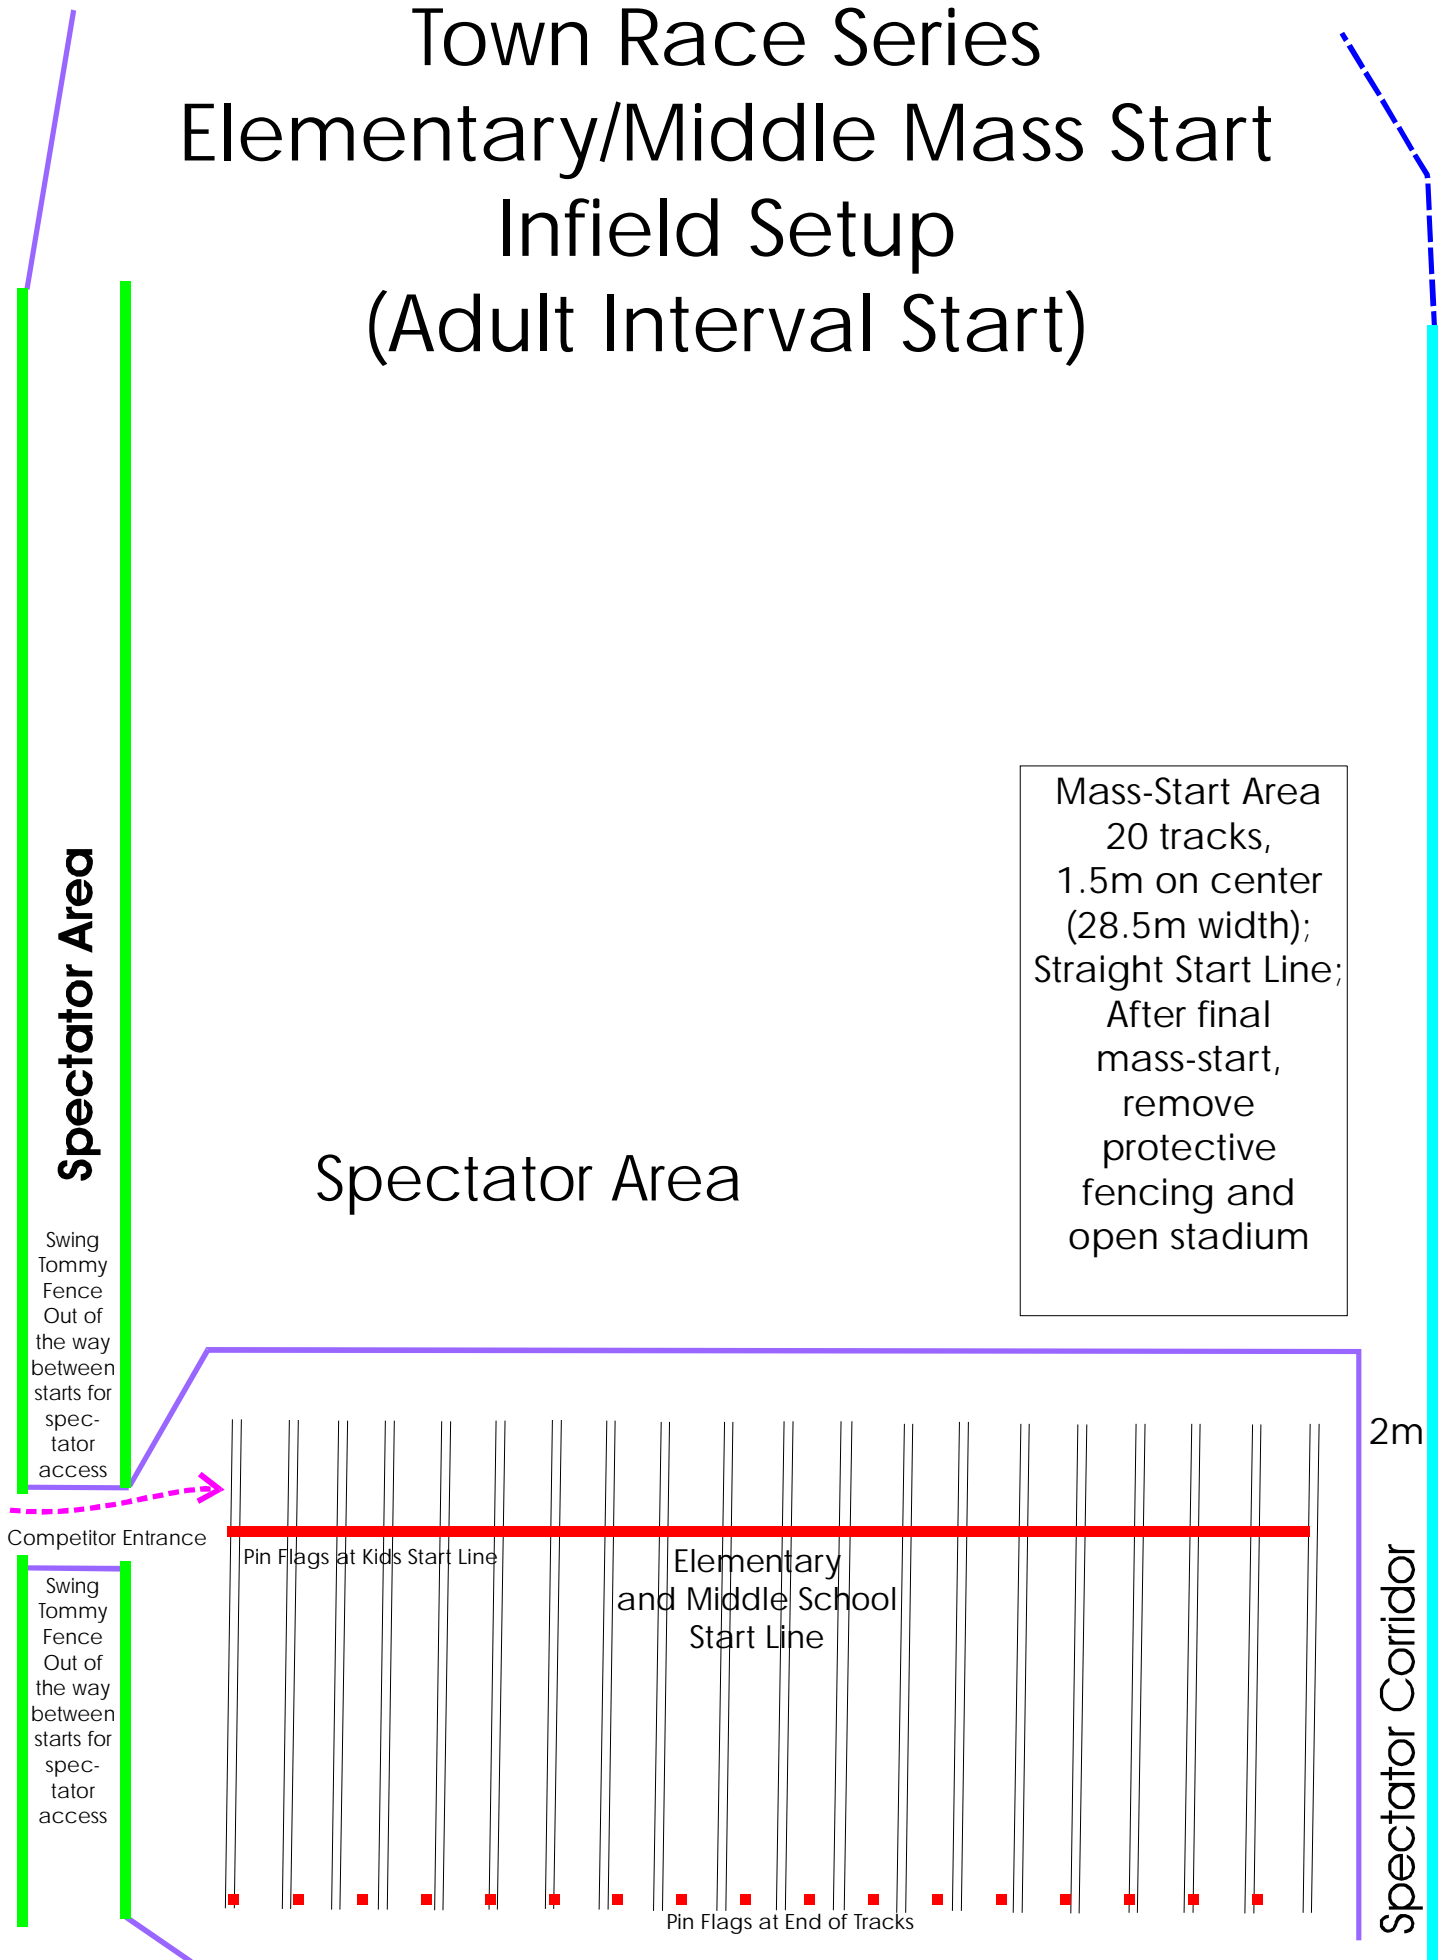 Town Race Series
Elementary/Middle Mass Start
Infield Setup
(Adult Interval Start)
Mass-Start Area
20 tracks,
1.5m on center
(28.5m width);
Straight Start Line;
After final
mass-start,
remove
protective
fencing and
open stadium
Spectator Area
Spectator Area
Swing
Tommy
Fence
Out of
the way
between
starts for
spec-
tator
access
2m
Competitor Entrance
Pin Flags at Kids Start Line
Elementary
and Middle School
Start Line
Swing
Tommy
Fence
Out of
the way
between
starts for
spec-
tator
access
Spectator Corridor
Pin Flags at End of Tracks